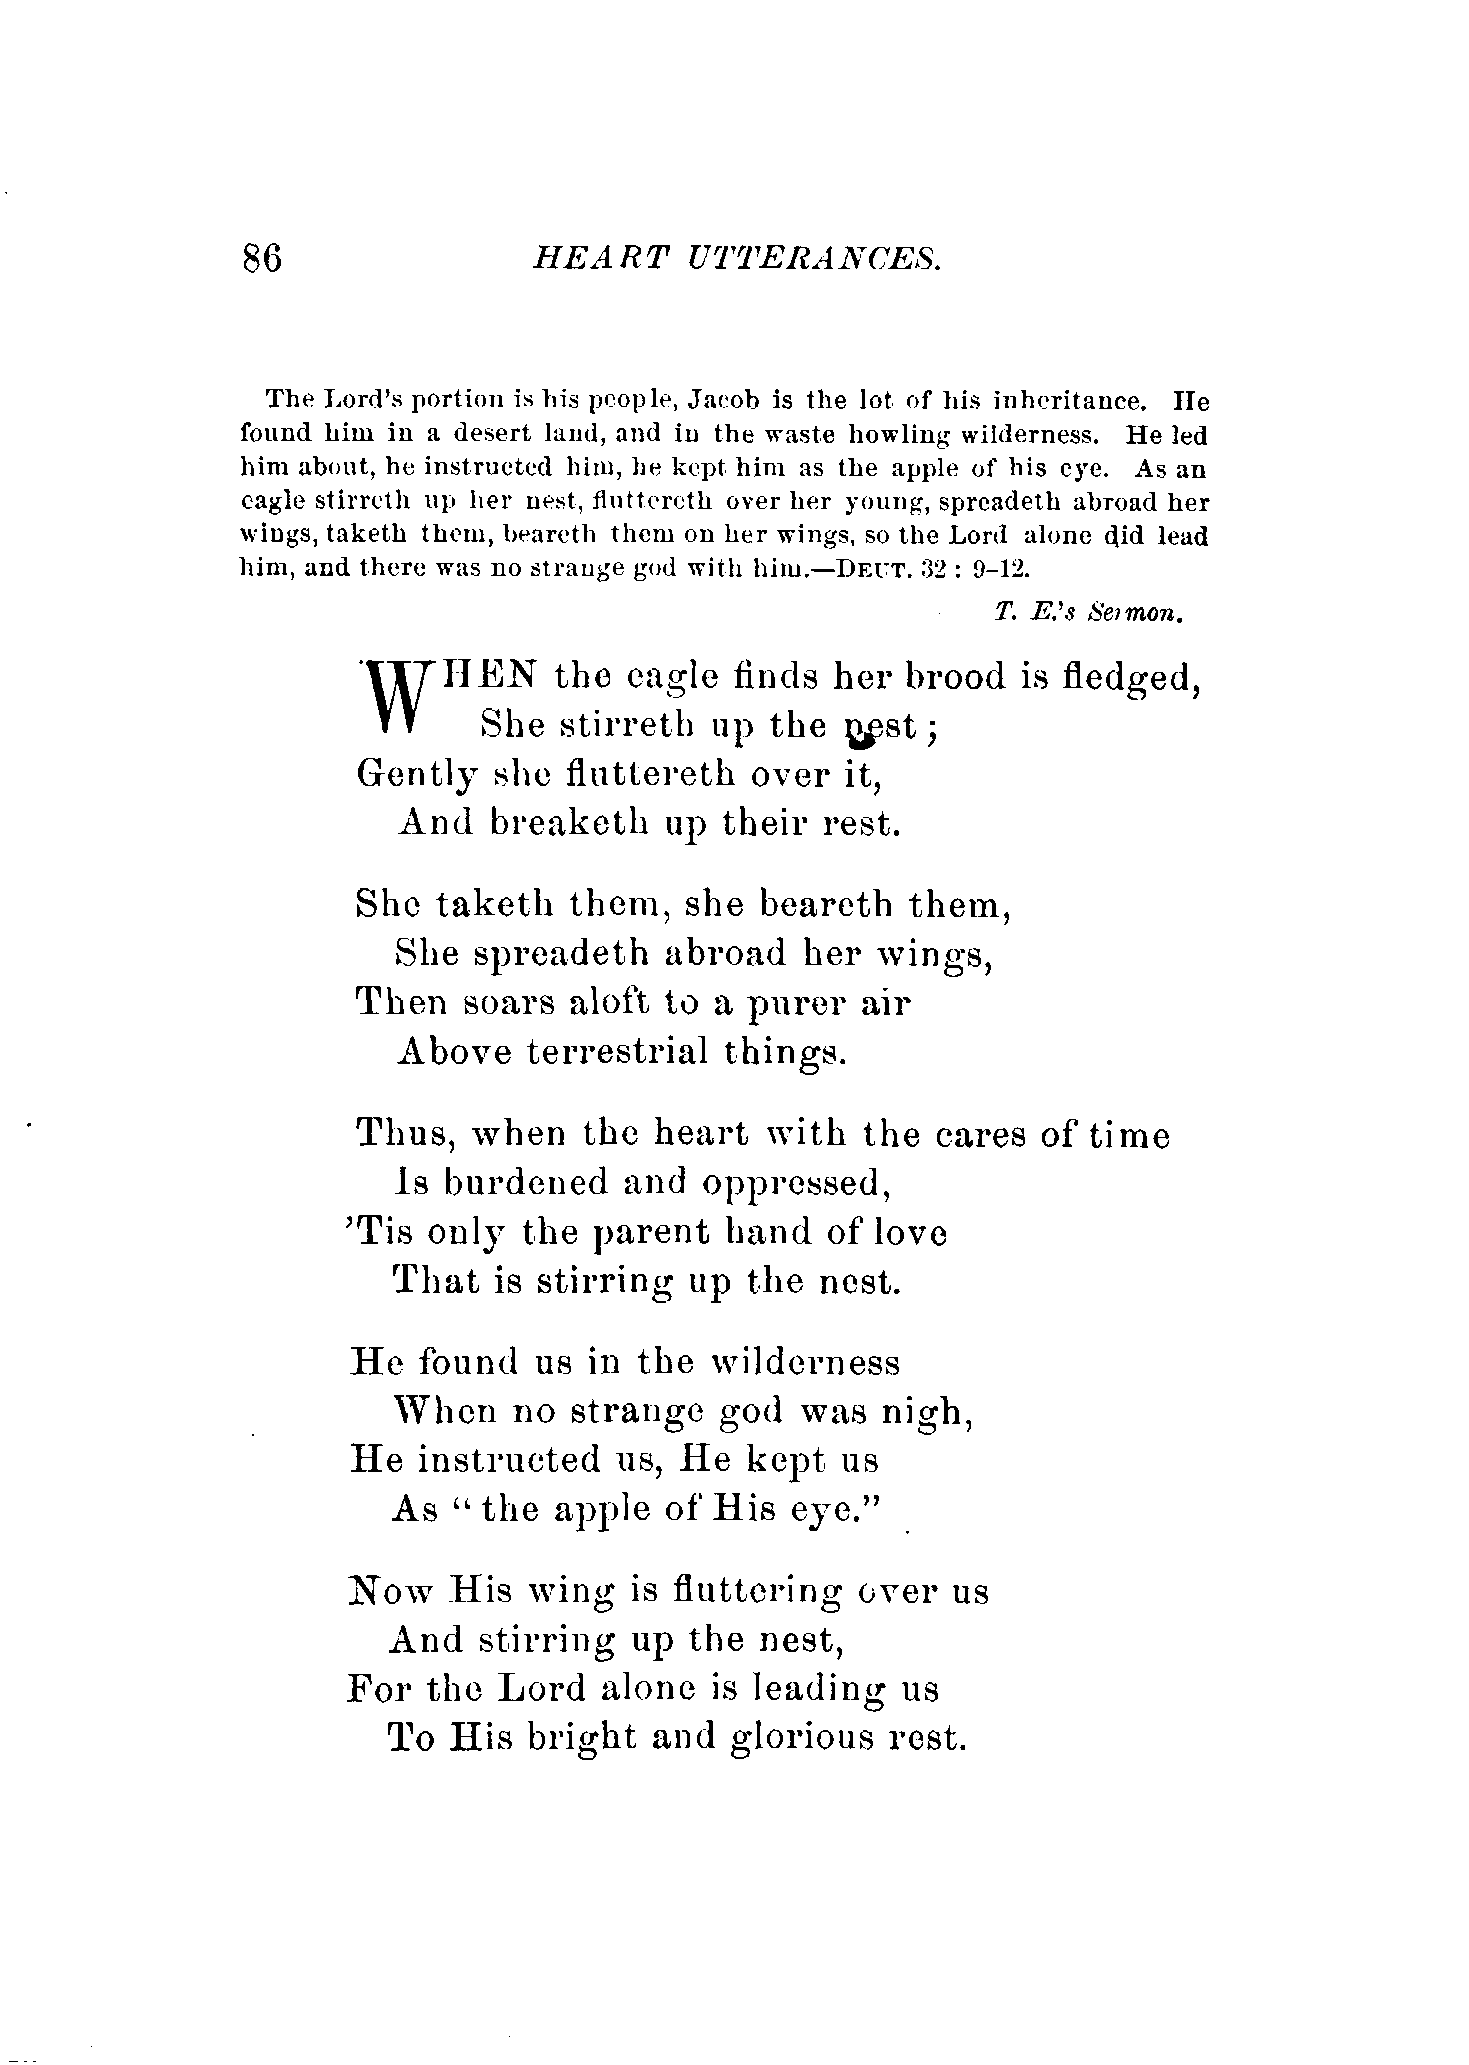 86 HEART UTTERANCES.
The Lord's portion is his people, Jacob is the lot of his inheritance. He
found him in a desert land, and in the waste howling wilderness. He led
him about, he instructed him, he kept him as the apple of his eye. As an
eagle stirreth up her nest, fluttereth over her young, spreadeth abroad her
wings, taketh them, beareth them on her wings, so the Lord alone did lead
him, and there was no strange god with him.—DEUT. 32 : 9-12.
T. E.'s Sermon.
WHEN the eagle finds her brood is fledged,
She stirreth up the nest ;
Gently she fluttereth over it,
And breaketh up their rest.
She taketh them, she beareth them,
She spreadeth abroad her wings,
Then soars aloft to a purer air
Above terrestrial things.
Thus, when the heart with the cares of time
Is burdened and oppressed,
'Tis only the parent hand of love
That is stirring up the nest.
He found us in the wilderness
When no strange god was nigh,
He instructed us, He kept us
As “ the apple of His eye.”
Now His wing is fluttering over us
And stirring up the nest,
For the Lord alone is leading us
To His bright and glorious rest.